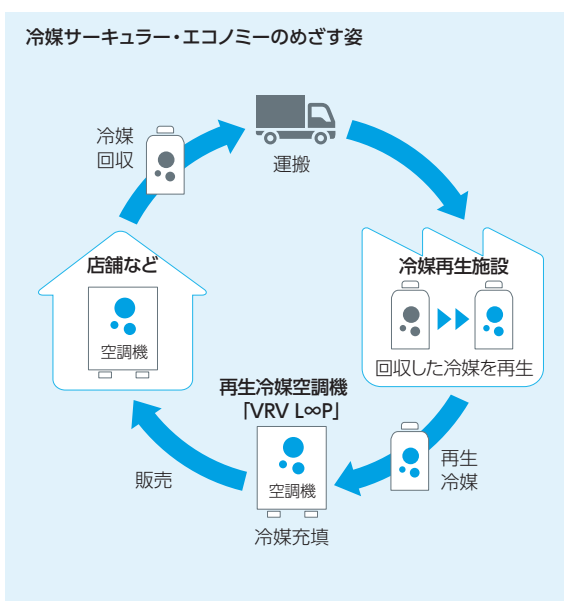 冷媒サーキュラー・エコノミーのめざす姿
冷媒
回収
運搬
冷媒再生施設
回収した冷媒を再生
再生
冷媒
再生冷媒空調機
「VRV L∞P」
空調機
冷媒充填
販売
店舗など
空調機